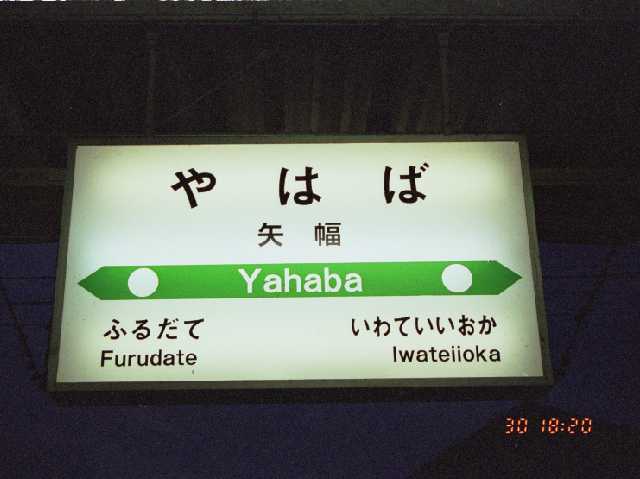 やはば
矢幅
Yahaba
ふるだて いわていいおか
Furudate Iwateiioka
30 18:20